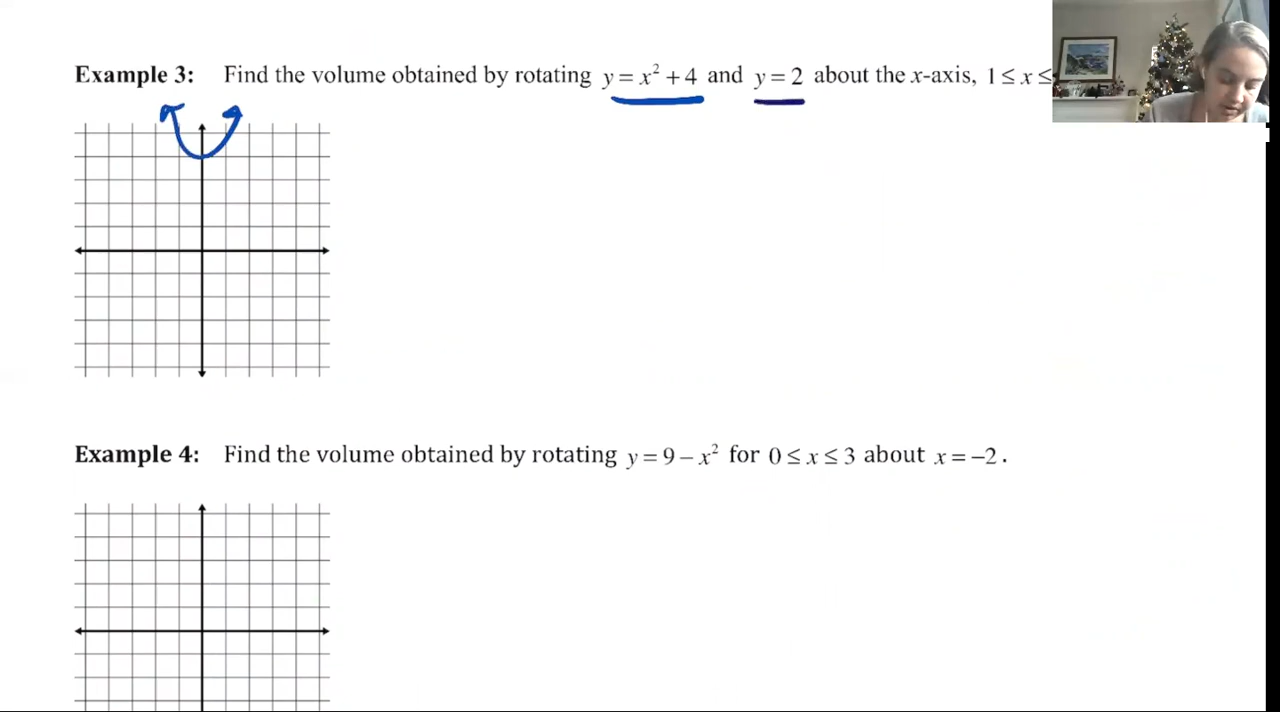 Example 3: Find the volume obtained by rotating y = x² + 4 and y = 2 about the x-axis, 1 ≤ x ≤
Example 4: Find the volume obtained by rotating y = 9 − x² for 0 ≤ x ≤ 3 about x = −2.